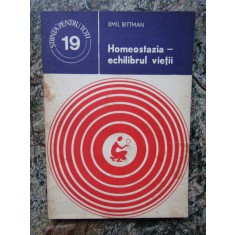 EMIL BITTMAN
ȘTIINȚA PENTRU TOȚI
19
Homeostazia –
echilibrul vieții